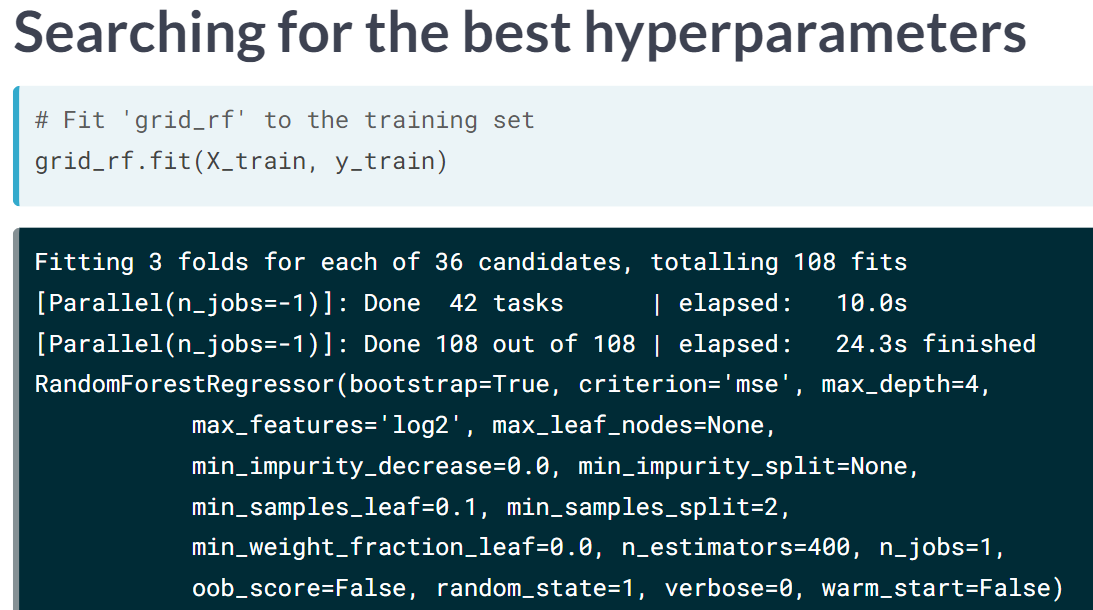 Searching for the best hyperparameters
# Fit 'grid_rf' to the training set
grid_rf.fit(X_train, y_train)
Fitting 3 folds for each of 36 candidates, totalling 108 fits
[Parallel(n_jobs=-1)]: Done  42 tasks      | elapsed:   10.0s
[Parallel(n_jobs=-1)]: Done 108 out of 108 | elapsed:   24.3s finished
RandomForestRegressor(bootstrap=True, criterion='mse', max_depth=4,
           max_features='log2', max_leaf_nodes=None,
           min_impurity_decrease=0.0, min_impurity_split=None,
           min_samples_leaf=0.1, min_samples_split=2,
           min_weight_fraction_leaf=0.0, n_estimators=400, n_jobs=1,
           oob_score=False, random_state=1, verbose=0, warm_start=False)